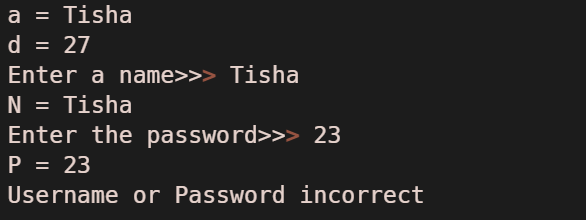 a = Tisha
d = 27
Enter a name>>> Tisha
N = Tisha
Enter the password>>> 23
P = 23
Username or Password incorrect